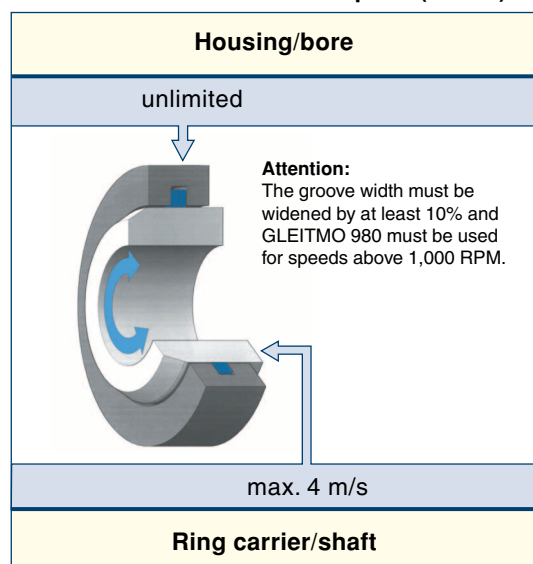 Housing/bore
unlimited
Attention:
The groove width must be
widened by at least 10% and
GLEITMO 980 must be used
for speeds above 1,000 RPM.
max. 4 m/s
Ring carrier/shaft